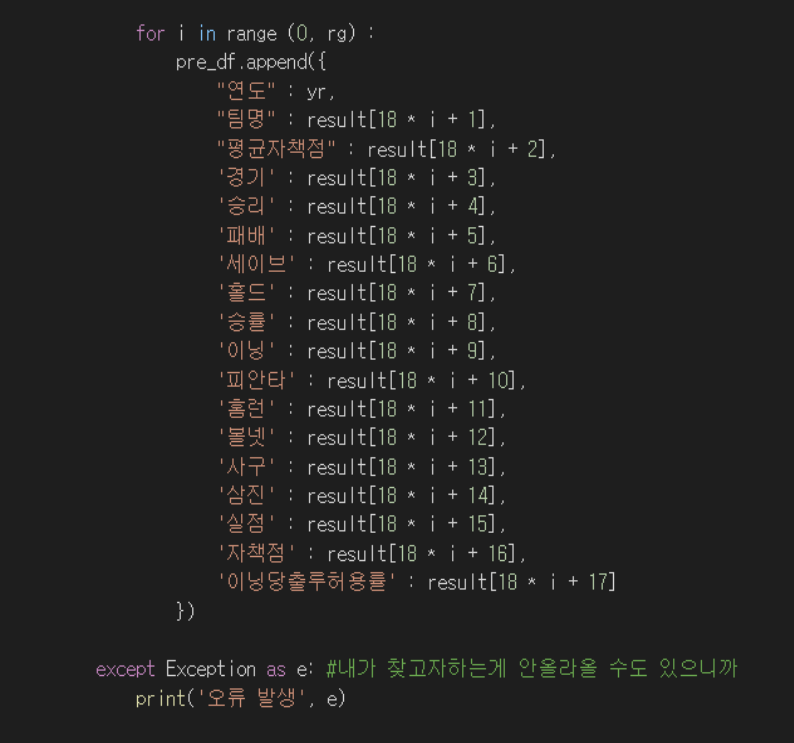 for i in range (0, rg) :
pre_df.append({
"연도" : yr,
"팀명" : result[18 * i + 1],
"평균자책점" : result[18 * i + 2],
'경기' : result[18 * i + 3],
'승리' : result[18 * i + 4],
'패배' : result[18 * i + 5],
'세이브' : result[18 * i + 6],
'홀드' : result[18 * i + 7],
'승률' : result[18 * i + 8],
'이닝' : result[18 * i + 9],
'피안타' : result[18 * i + 10],
'홈런' : result[18 * i + 11],
'볼넷' : result[18 * i + 12],
'사구' : result[18 * i + 13],
'삼진' : result[18 * i + 14],
'실점' : result[18 * i + 15],
'자책점' : result[18 * i + 16],
'이닝당출루허용률' : result[18 * i + 17]
})
except Exception as e: #내가 찾고자하는게 안올라올 수도 있으니까
print('오류 발생', e)